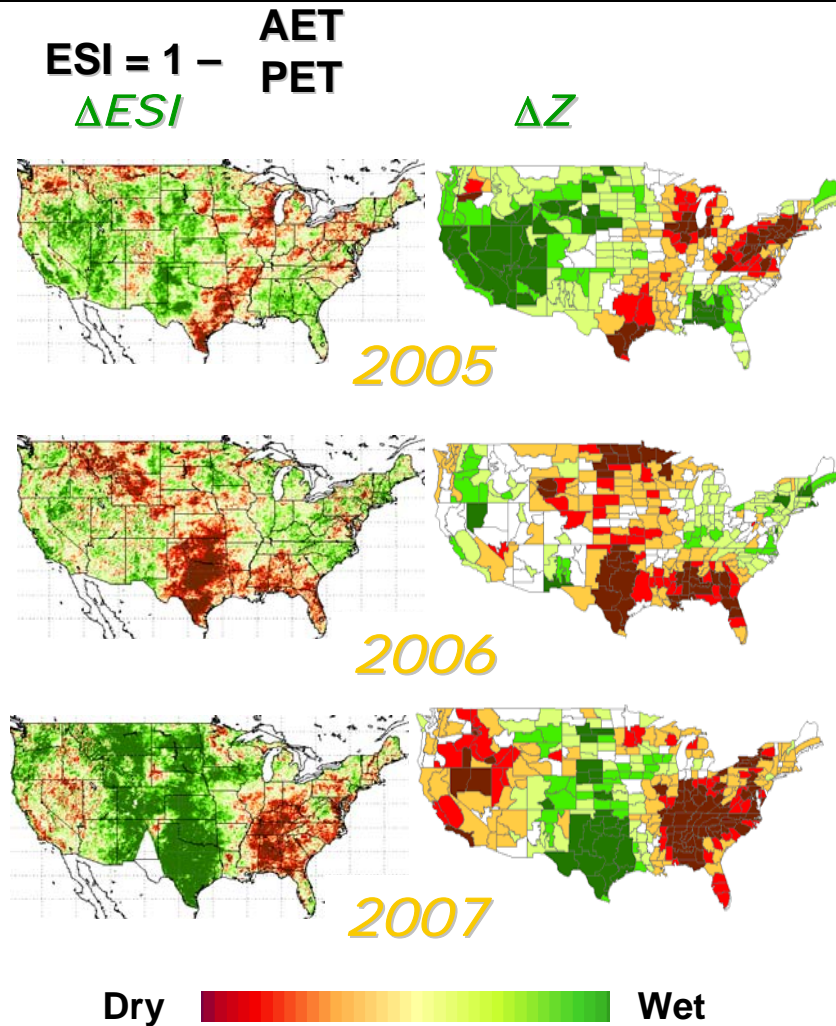 AET
ESI = 1 –
PET
ΔESI
ΔZ
2005
2006
2007
Dry
Wet